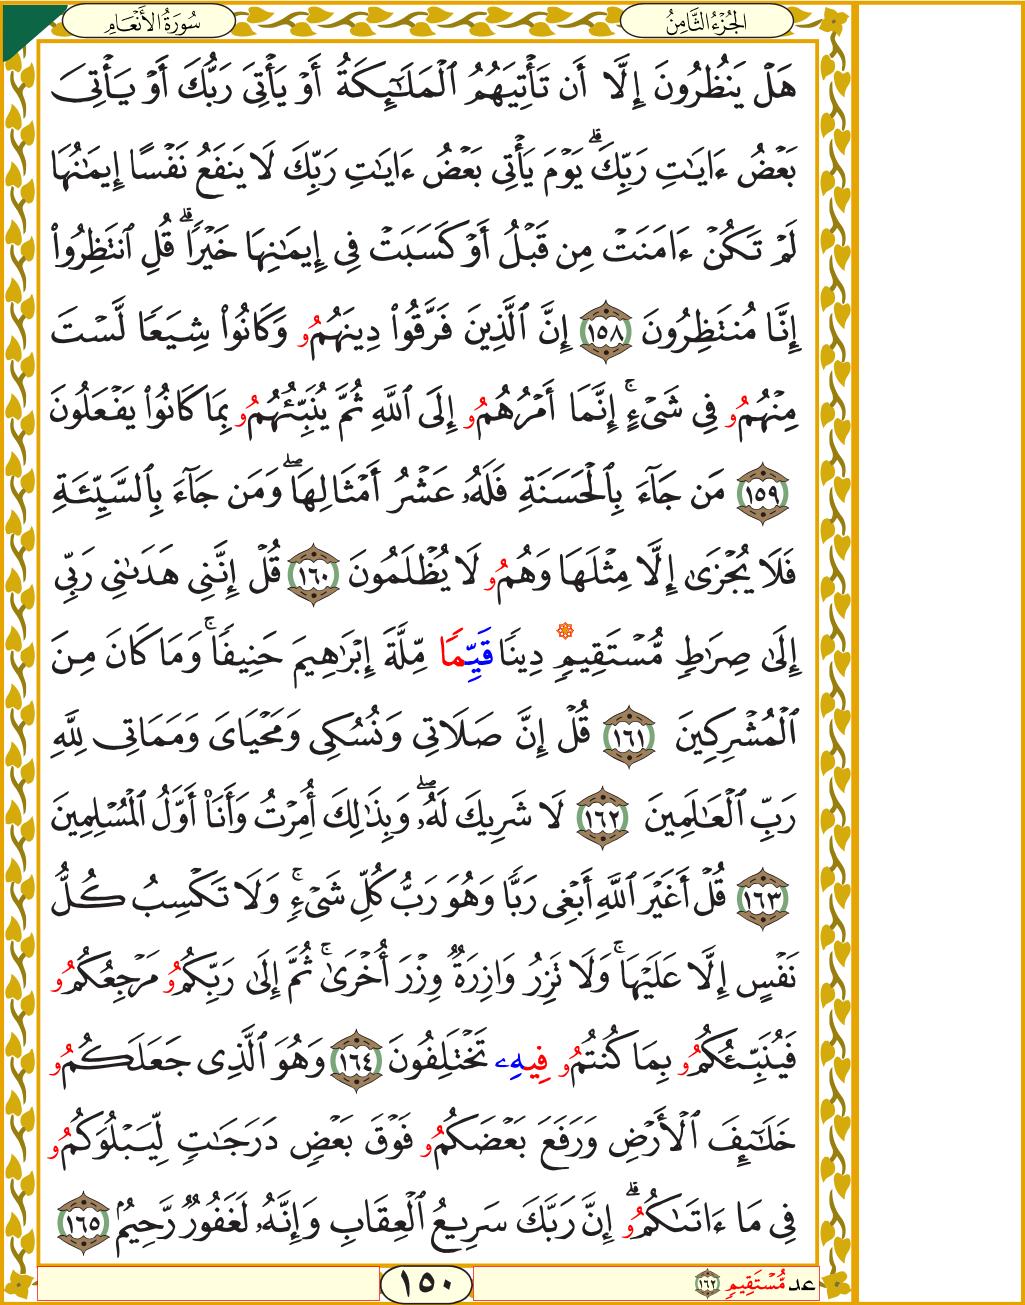 الجُزْءُ الثَّامِنُ
سُورَةُ الأَنْعَامِ
هَلۡ يَنظُرُونَ إِلَّا أَن تَأۡتِيَهُمُ ٱلۡمَلَٰٓئِكَةُ أَوۡ يَأۡتِيَ رَبُّكَ أَوۡ يَأۡتِيَ
بَعۡضُ ءَايَٰتِ رَبِّكَۗ يَوۡمَ يَأۡتِي بَعۡضُ ءَايَٰتِ رَبِّكَ لَا يَنفَعُ نَفۡسًا إِيمَٰنُهَا
لَمۡ تَكُنۡ ءَامَنَتۡ مِن قَبۡلُ أَوۡ كَسَبَتۡ فِي إِيمَٰنِهَا خَيۡرٗاۗ قُلِ ٱنتَظِرُوٓاْ
إِنَّا مُنتَظِرُونَ ١٥٨ إِنَّ ٱلَّذِينَ فَرَّقُواْ دِينَهُمُۥ وَكَانُواْ شِيَعٗا لَّسۡتَ
مِنۡهُمُۥ فِي شَيۡءٍۚ إِنَّمَا أَمۡرُهُمُۥ إِلَى ٱللَّهِ ثُمَّ يُنَبِّئُهُمُۥ بِمَا كَانُواْ يَفۡعَلُونَ
١٥٩ مَن جَآءَ بِٱلۡحَسَنَةِ فَلَهُۥ عَشۡرُ أَمۡثَالِهَاۖ وَمَن جَآءَ بِٱلسَّيِّئَةِ
فَلَا يُجۡزَىٰ إِلَّا مِثۡلَهَا وَهُمُۥ لَا يُظۡلَمُونَ ١٦٠ قُلۡ إِنَّنِي هَدَىٰنِي رَبِّي
إِلَىٰ صِرَٰطٖ مُّسۡتَقِيمٖ دِينٗا قَيِّمٗا مِّلَّةَ إِبۡرَٰهِيمَ حَنِيفٗاۚ وَمَا كَانَ مِنَ
ٱلۡمُشۡرِكِينَ ١٦١ قُلۡ إِنَّ صَلَاتِي وَنُسُكِي وَمَحۡيَايَ وَمَمَاتِي لِلَّهِ
رَبِّ ٱلۡعَٰلَمِينَ ١٦٢ لَا شَرِيكَ لَهُۥۖ وَبِذَٰلِكَ أُمِرۡتُ وَأَنَا۠ أَوَّلُ ٱلۡمُسۡلِمِينَ
١٦٣ قُلۡ أَغَيۡرَ ٱللَّهِ أَبۡغِي رَبّٗا وَهُوَ رَبُّ كُلِّ شَيۡءٖۚ وَلَا تَكۡسِبُ كُلُّ
نَفۡسٍ إِلَّا عَلَيۡهَاۚ وَلَا تَزِرُ وَازِرَةٞ وِزۡرَ أُخۡرَىٰۚ ثُمَّ إِلَىٰ رَبِّكُمُۥ مَرۡجِعُكُمُۥ
فَيُنَبِّئُكُمُۥ بِمَا كُنتُمُۥ فِيهِۦ تَخۡتَلِفُونَ ١٦٤ وَهُوَ ٱلَّذِي جَعَلَكُمُۥ
خَلَٰٓئِفَ ٱلۡأَرۡضِ وَرَفَعَ بَعۡضَكُمُۥ فَوۡقَ بَعۡضٖ دَرَجَٰتٖ لِّيَبۡلُوَكُمُۥ
فِي مَا ءَاتَىٰكُمُۥۗ إِنَّ رَبَّكَ سَرِيعُ ٱلۡعِقَابِ وَإِنَّهُۥ لَغَفُورٞ رَّحِيمُۢ ١٦٥
عد مُّسۡتَقِيمٖ ١٦٢
١٥٠